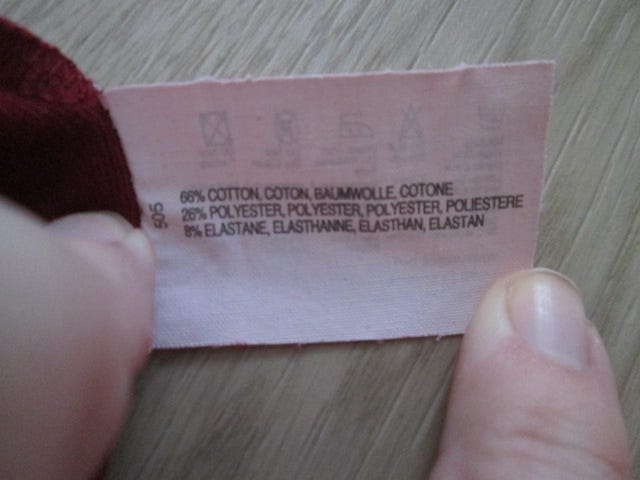 66% COTTON, COTON, BAUMWOLLE, COTONE
26% POLYESTER, POLYESTER, POLYESTER, POLIESTERE
8% ELASTANE, ELASTHANNE, ELASTHAN, ELASTAN
505